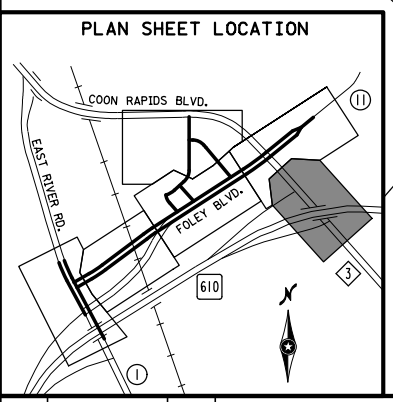 PLAN SHEET LOCATION
COON RAPIDS BLVD.
11
EAST RIVER RD.
FOLEY BLVD.
610
3
N
1